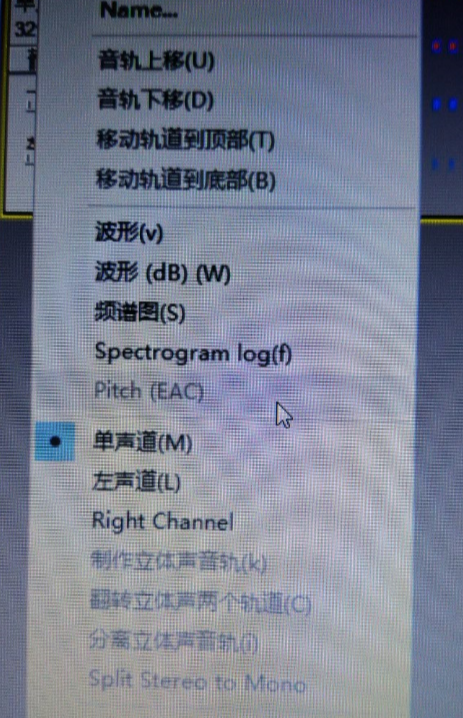 单
32
Name...
音轨上移(U)
音轨下移(D)
移动轨道到顶部(T)
移动轨道到底部(B)
波形(v)
波形 (dB) (W)
频谱图(S)
Spectrogram log(f)
Pitch (EAC)
单声道(M)
左声道(L)
Right Channel
制作立体声音轨(k)
翻转立体声两个轨道(C)
分离立体声音轨(i)
Split Stereo to Mono